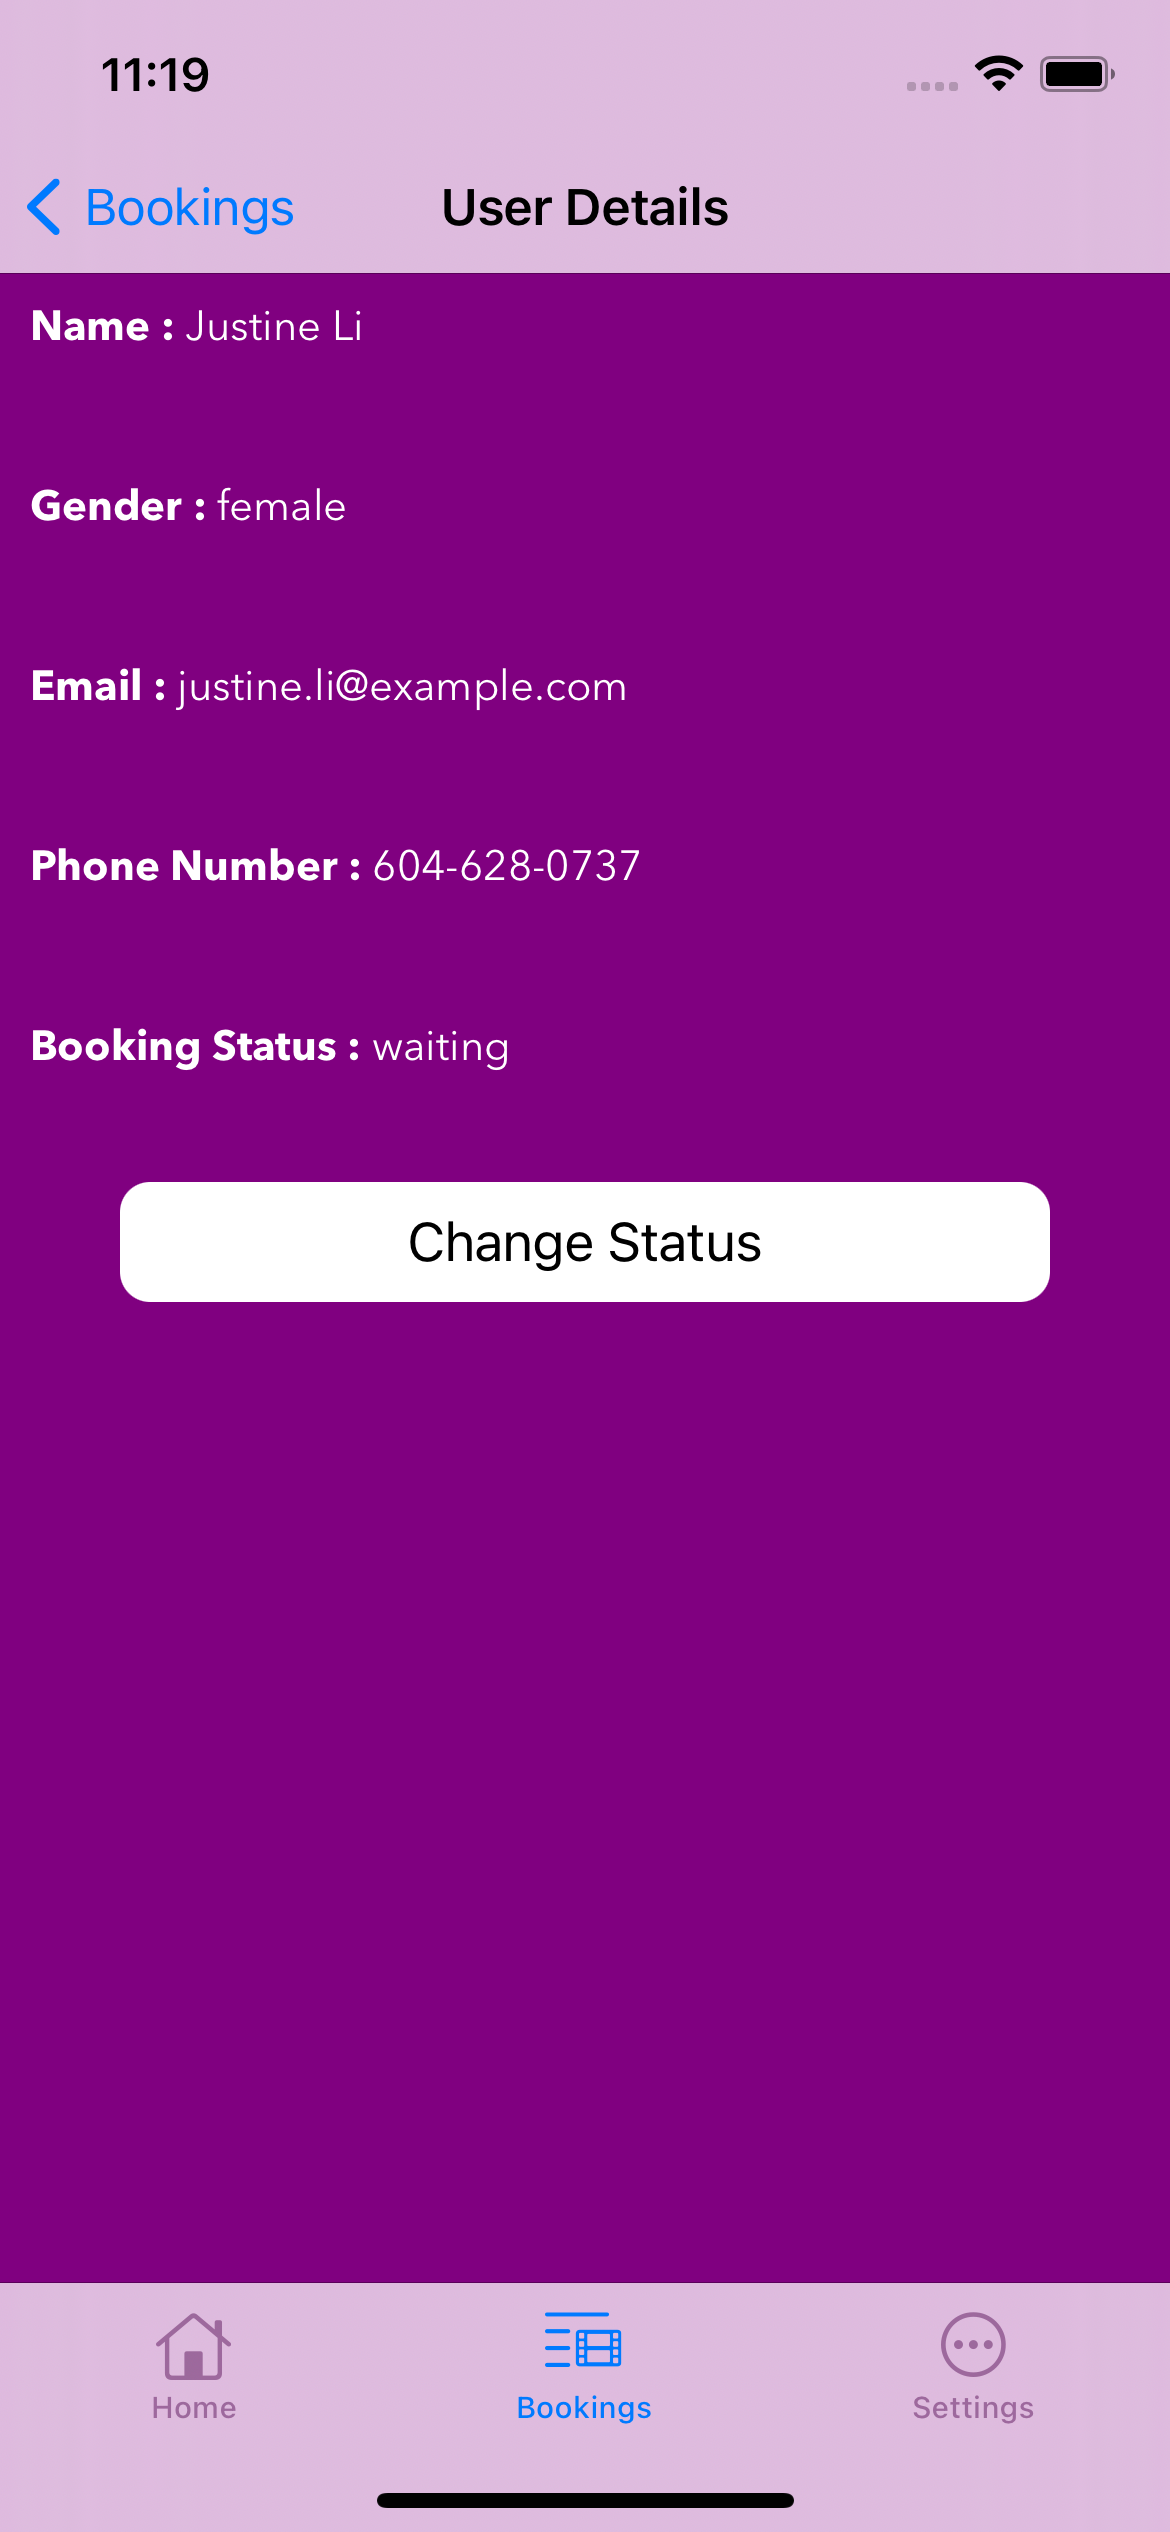 11:19
Bookings
User Details
Name : Justine Li
Gender : female
Email : justine.li@example.com
Phone Number : 604-628-0737
Booking Status : waiting
Change Status
Home
Bookings
Settings